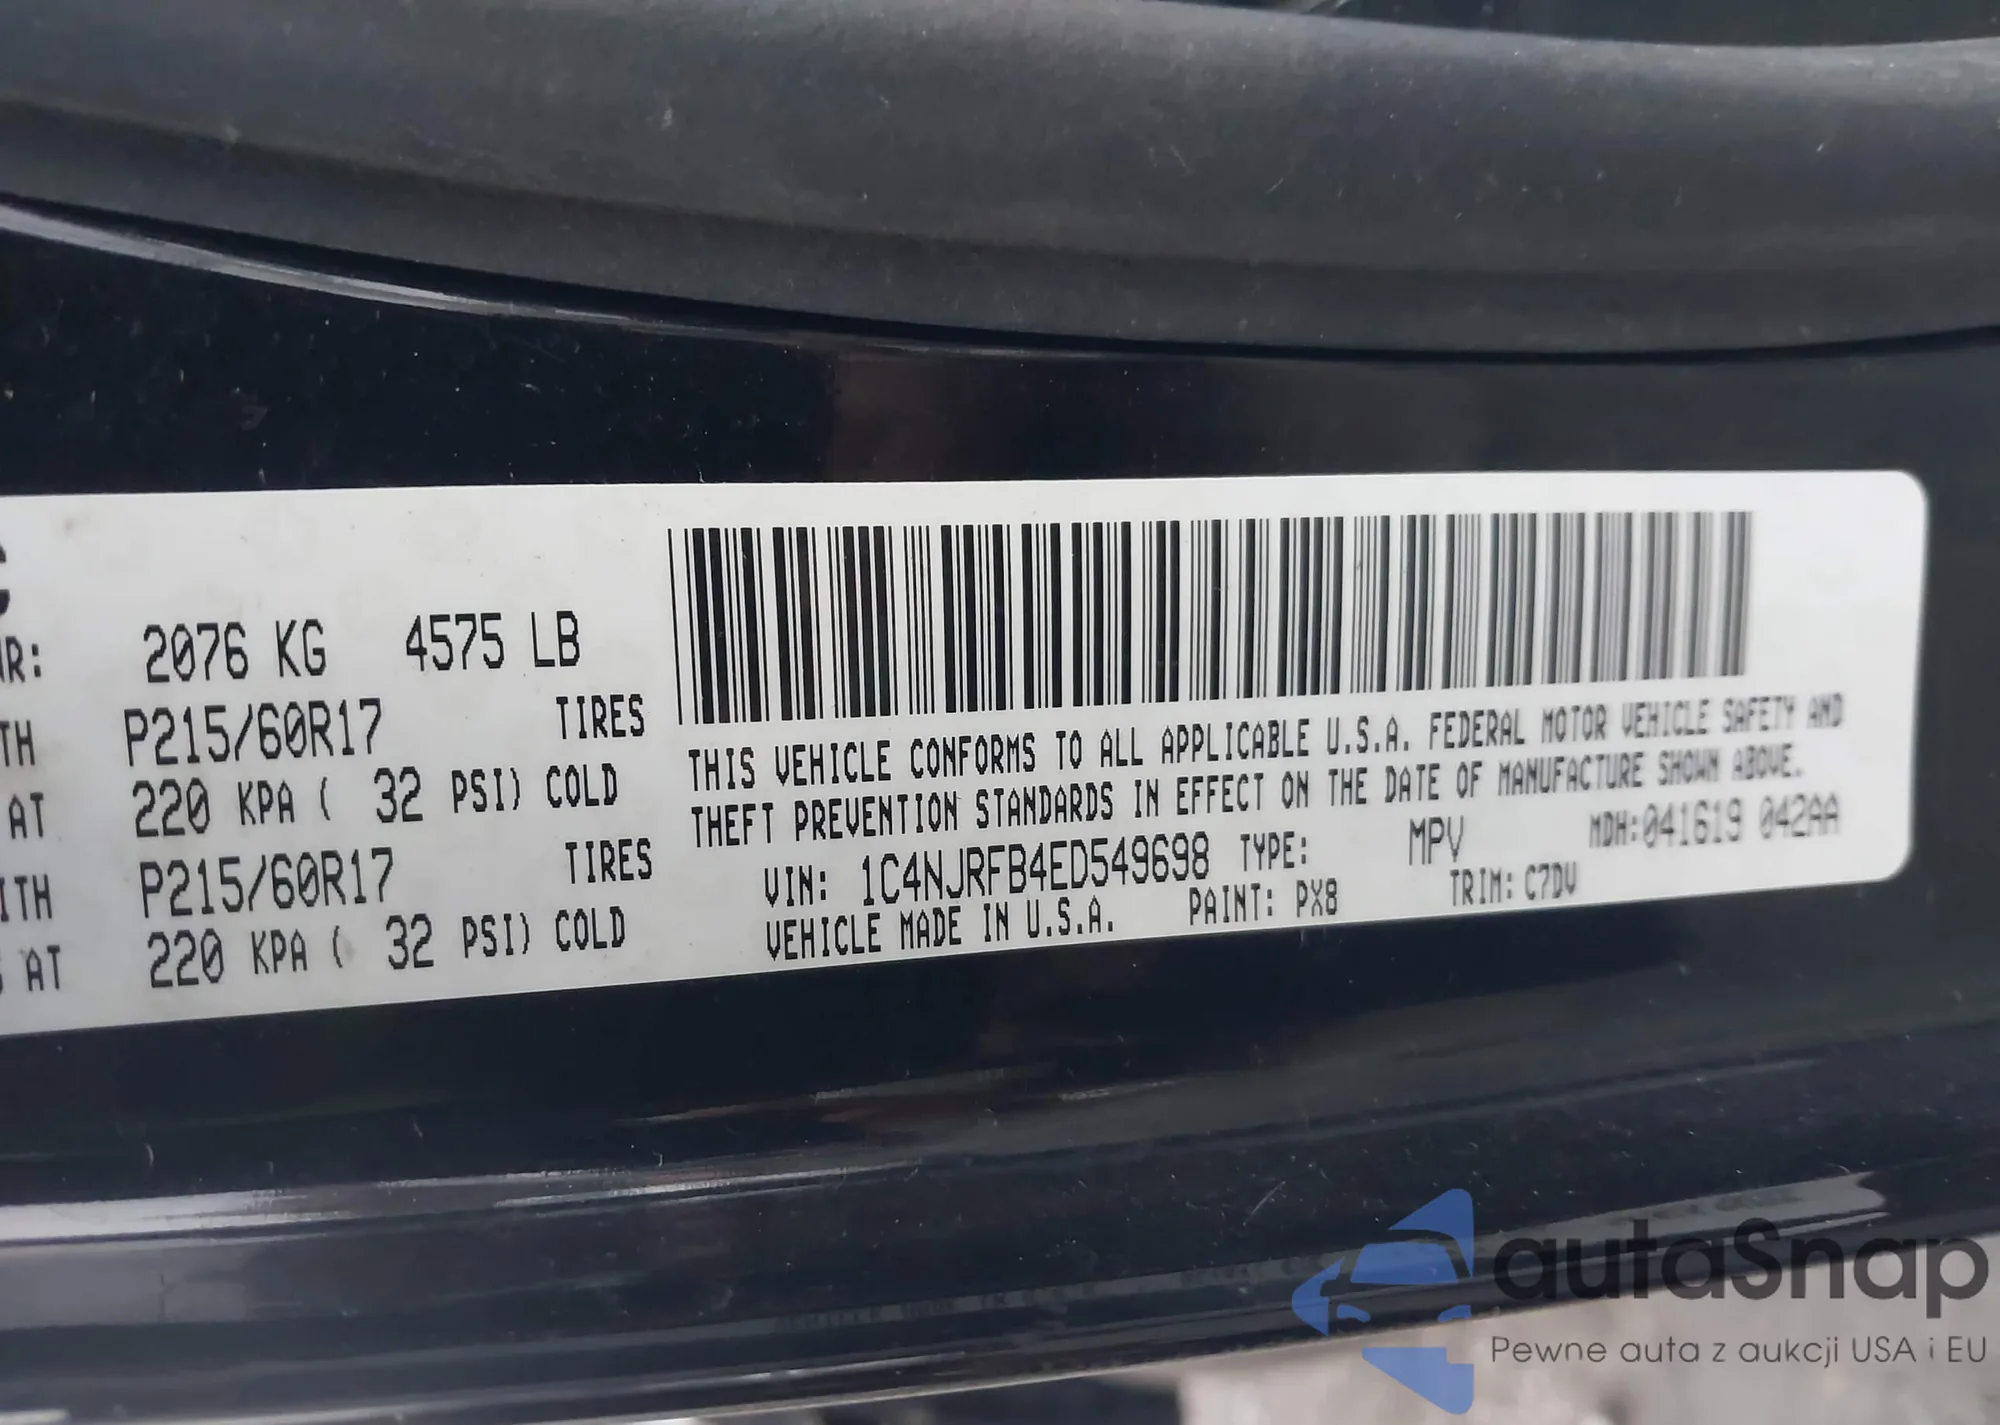 2076 KG 4575 LB
P215/60R17 TIRES
220 KPA ( 32 PSI) COLD
P215/60R17 TIRES
AT 220 KPA ( 32 PSI) COLD
THIS VEHICLE CONFORMS TO ALL APPLICABLE U.S.A. FEDERAL MOTOR VEHICLE SAFETY AND
THEFT PREVENTION STANDARDS IN EFFECT ON THE DATE OF MANUFACTURE SHOWN ABOVE.
VIN: 1C4NJRFB4ED549698 TYPE: MPV MDH:041619 042AA
VEHICLE MADE IN U.S.A. PAINT: PX8 TRIM: C7DV
autaSnap
Pewne auta z aukcji USA i EU